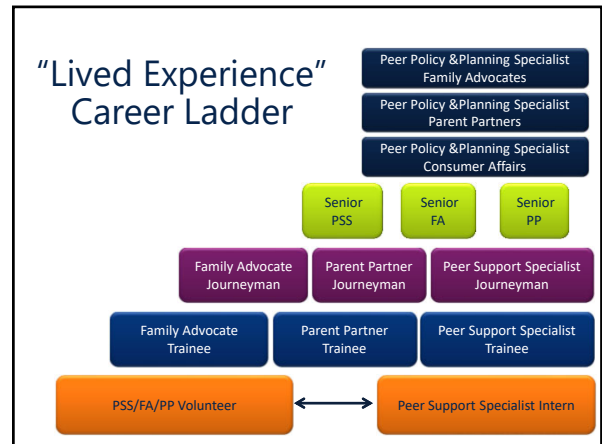 “Lived Experience”
Career Ladder
Peer Policy &Planning Specialist
Family Advocates
Peer Policy &Planning Specialist
Parent Partners
Peer Policy &Planning Specialist
Consumer Affairs
Senior
PSS
Senior
FA
Senior
PP
Family Advocate
Journeyman
Parent Partner
Journeyman
Peer Support Specialist
Journeyman
Family Advocate
Trainee
Parent Partner
Trainee
Peer Support Specialist
Trainee
PSS/FA/PP Volunteer
Peer Support Specialist Intern